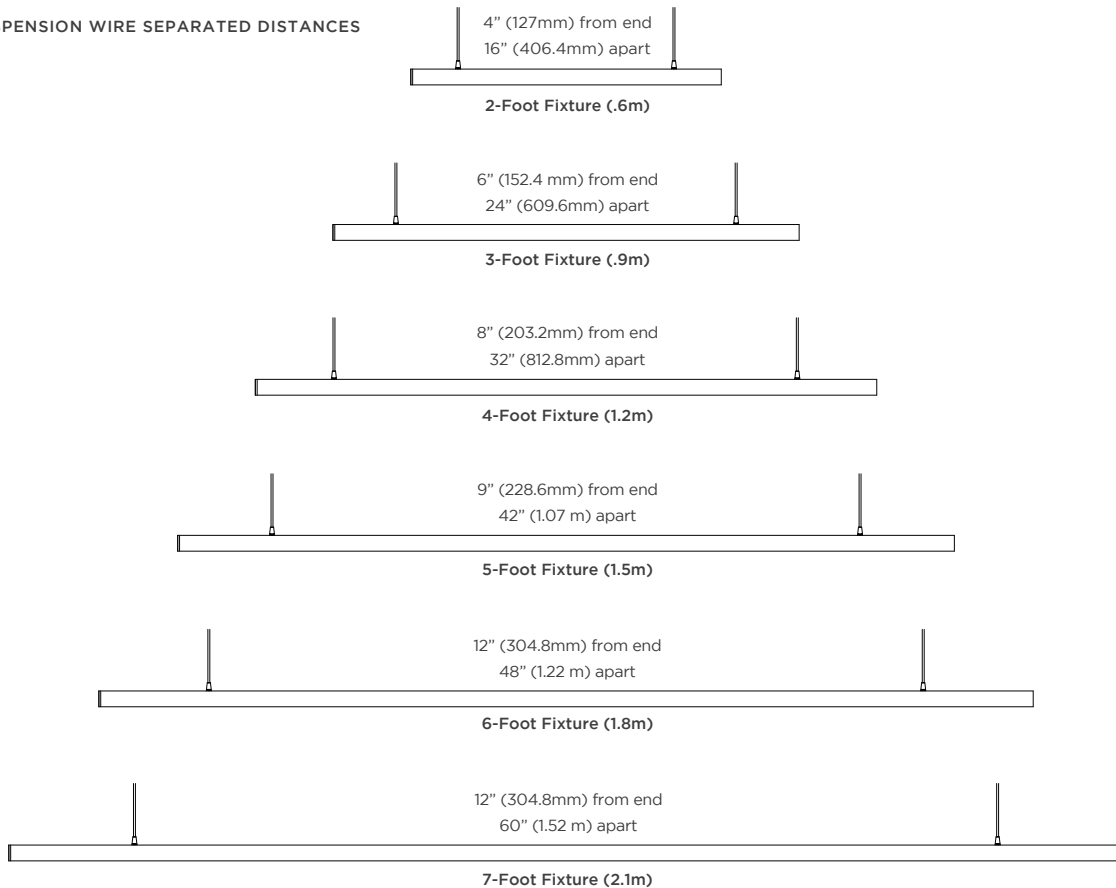 PENSION WIRE SEPARATED DISTANCES
4” (127mm) from end
16” (406.4mm) apart
2-Foot Fixture (.6m)
6” (152.4 mm) from end
24” (609.6mm) apart
3-Foot Fixture (.9m)
8” (203.2mm) from end
32” (812.8mm) apart
4-Foot Fixture (1.2m)
9” (228.6mm) from end
42” (1.07 m) apart
5-Foot Fixture (1.5m)
12” (304.8mm) from end
48” (1.22 m) apart
6-Foot Fixture (1.8m)
12” (304.8mm) from end
60” (1.52 m) apart
7-Foot Fixture (2.1m)